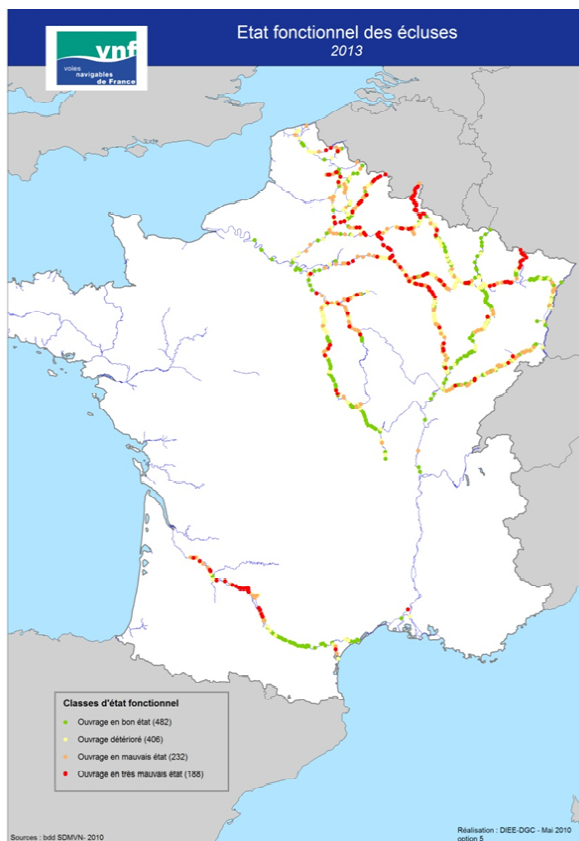 Etat fonctionnel des écluses
2013
vnf
voies
navigables
de France
Classes d'état fonctionnel
Ouvrage en bon état (482)
Ouvrage détérioré (406)
Ouvrage en mauvais état (232)
Ouvrage en très mauvais état (188)
Sources : bdd SDMVN- 2010
Réalisation : DIEE-DGC - Mai 2010
option 5